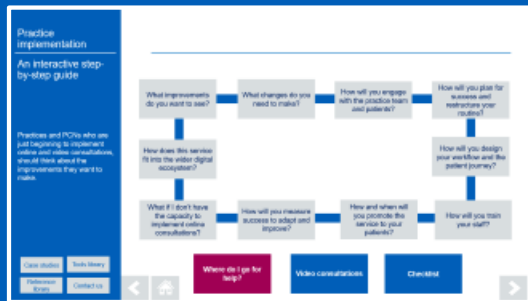 Practice
implementation
An interactive step-
by-step guide
Practices and PCNs who are
just beginning to implement
online and video consultations,
should think about the
improvements they want to
make.
Case studies
Tools library
Reference
library
Contact us
What improvements
do you want to see?
What changes do you
need to make?
How will you engage
with the practice team
and patients?
How will you plan for
success and
restructure your
routine?
How does this service
fit into the wider digital
ecosystem?
How will you design
your workflow and the
patient journey?
What if I don't have
the capacity to
implement online
consultations?
How will you measure
success to adapt and
improve?
How and when will
you promote the
service to your
patients?
How will you train
your staff?
Where do I go for
help?
Video consultations
Checklist